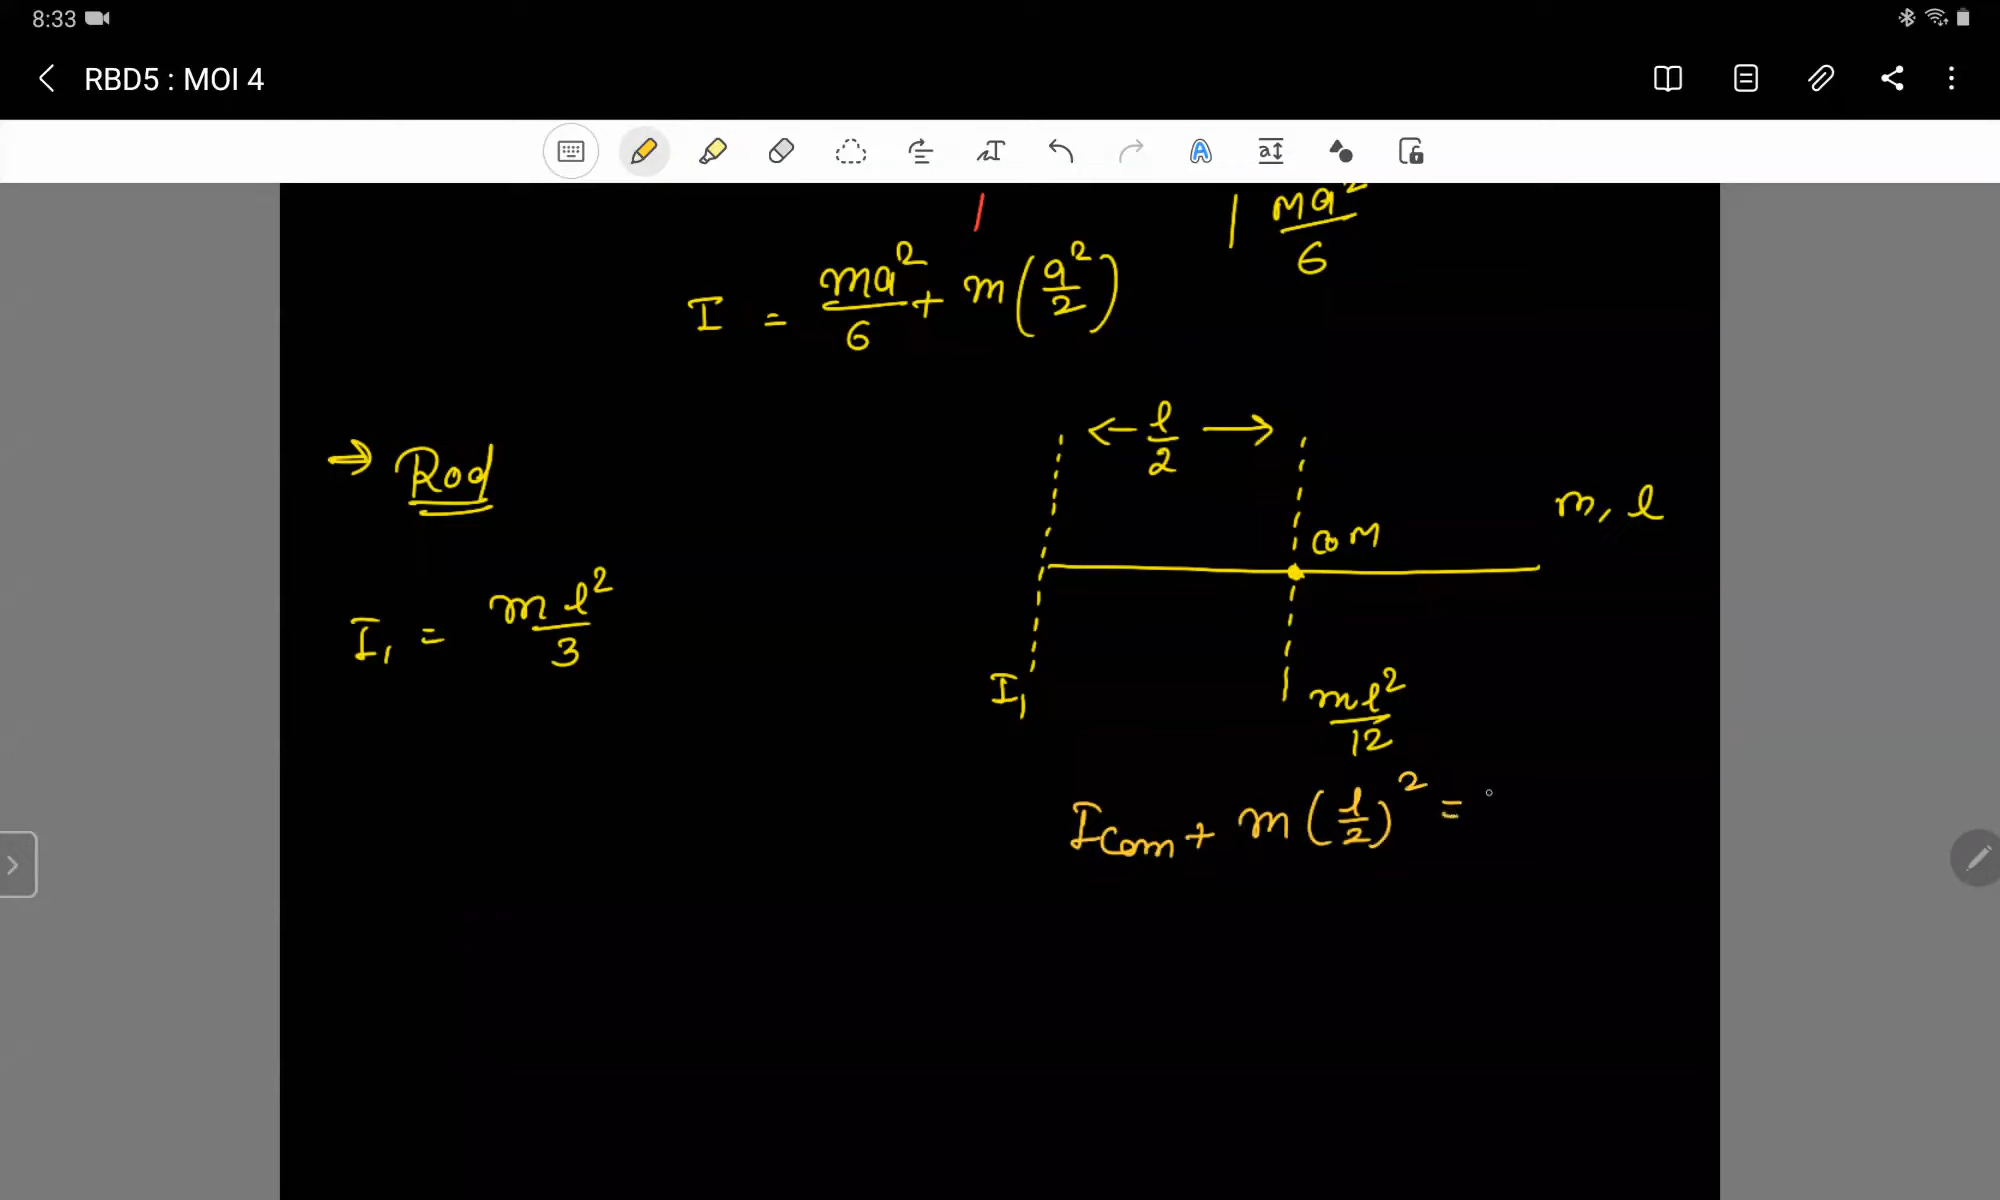 8:33
RBD5 : MOI 4
ma²/6
I = ma²/6 + m(a²/2)
→ Rod
← l/2 →
m, l
COM
I₁ = ml²/3
I₁
ml²/12
Icom + m(l/2)² =